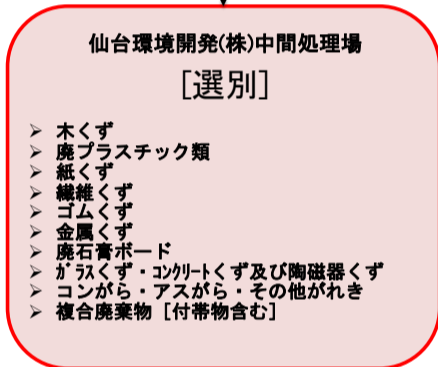 仙台環境開発(株)中間処理場
[選別]
➢ 木くず
➢ 廃プラスチック類
➢ 紙くず
➢ 繊維くず
➢ ゴムくず
➢ 金属くず
➢ 廃石膏ボード
➢ ガラスくず・コンクリートくず及び陶磁器くず
➢ コンがら・アスがら・その他がれき
➢ 複合廃棄物［付帯物含む］